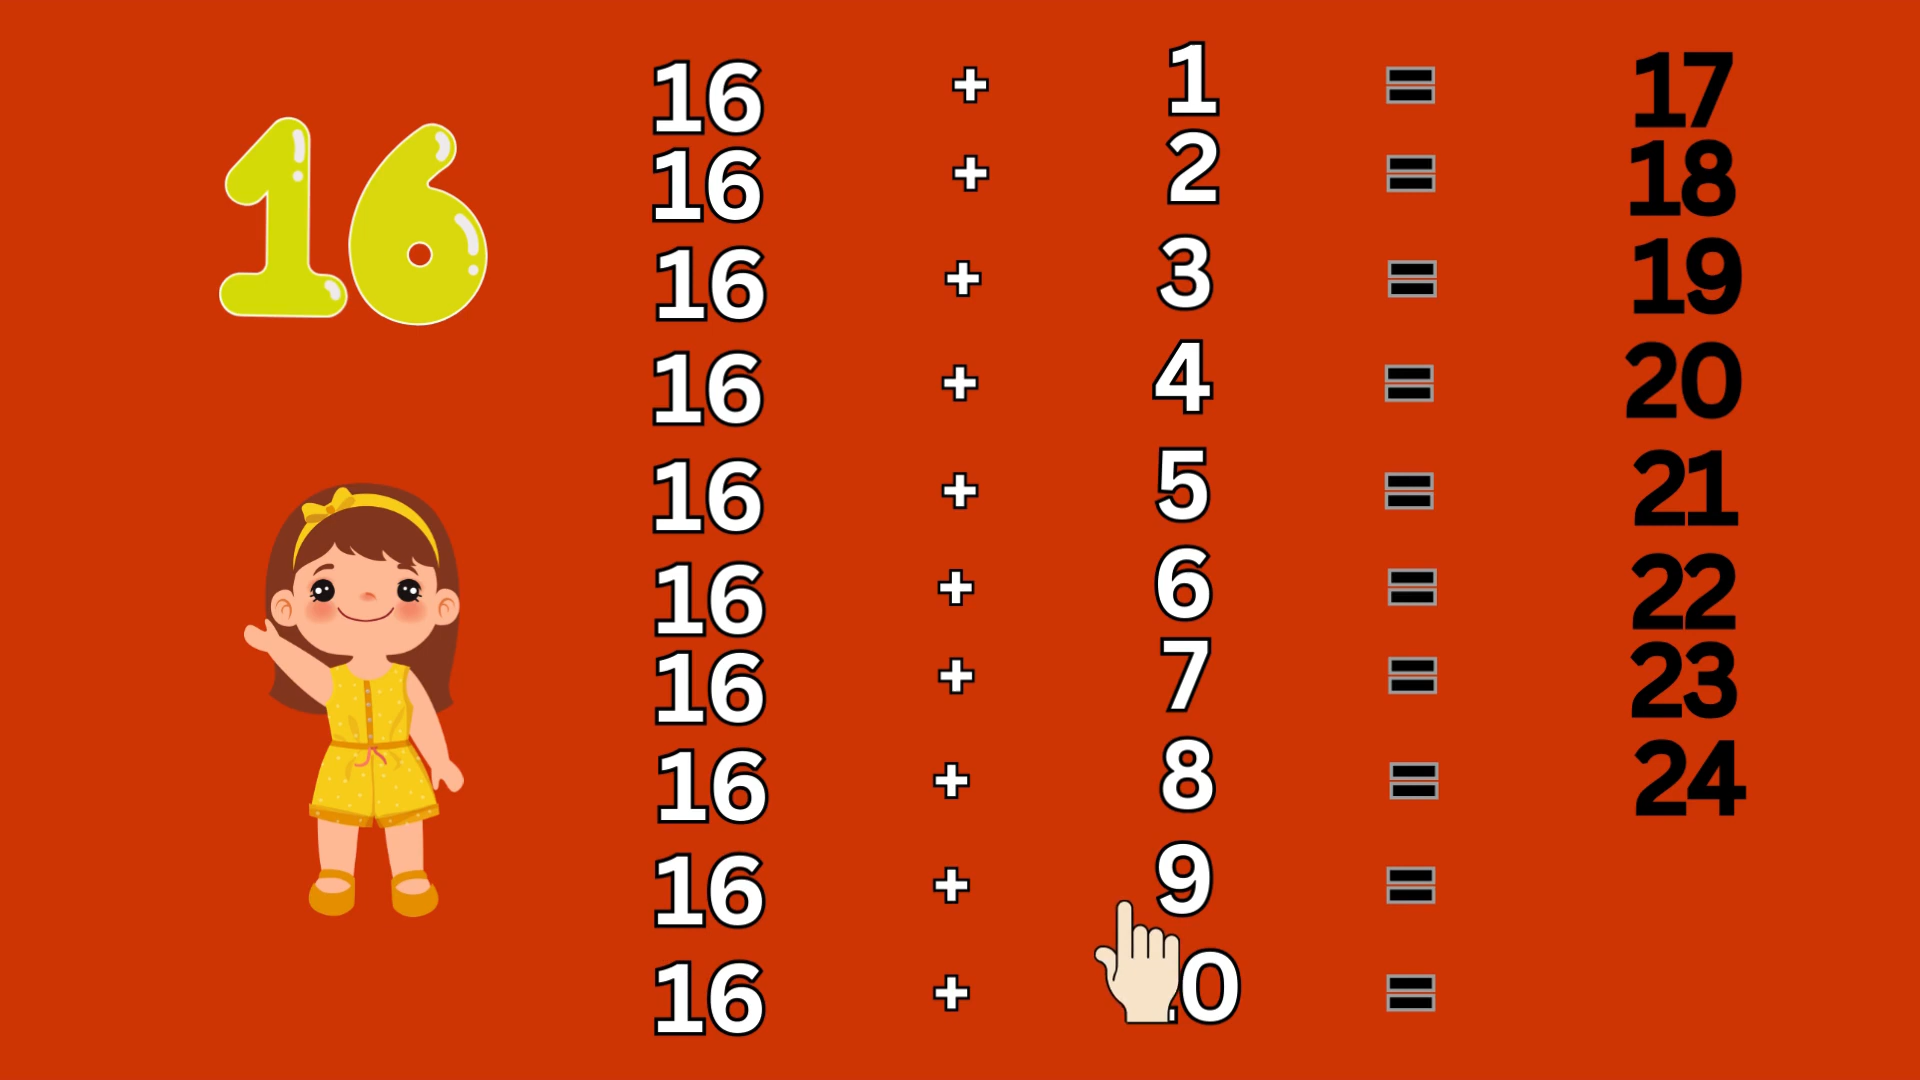 16
16 + 1 = 17
16 + 2 = 18
16 + 3 = 19
16 + 4 = 20
16 + 5 = 21
16 + 6 = 22
16 + 7 = 23
16 + 8 = 24
16 + 9 =
16 + 0 =